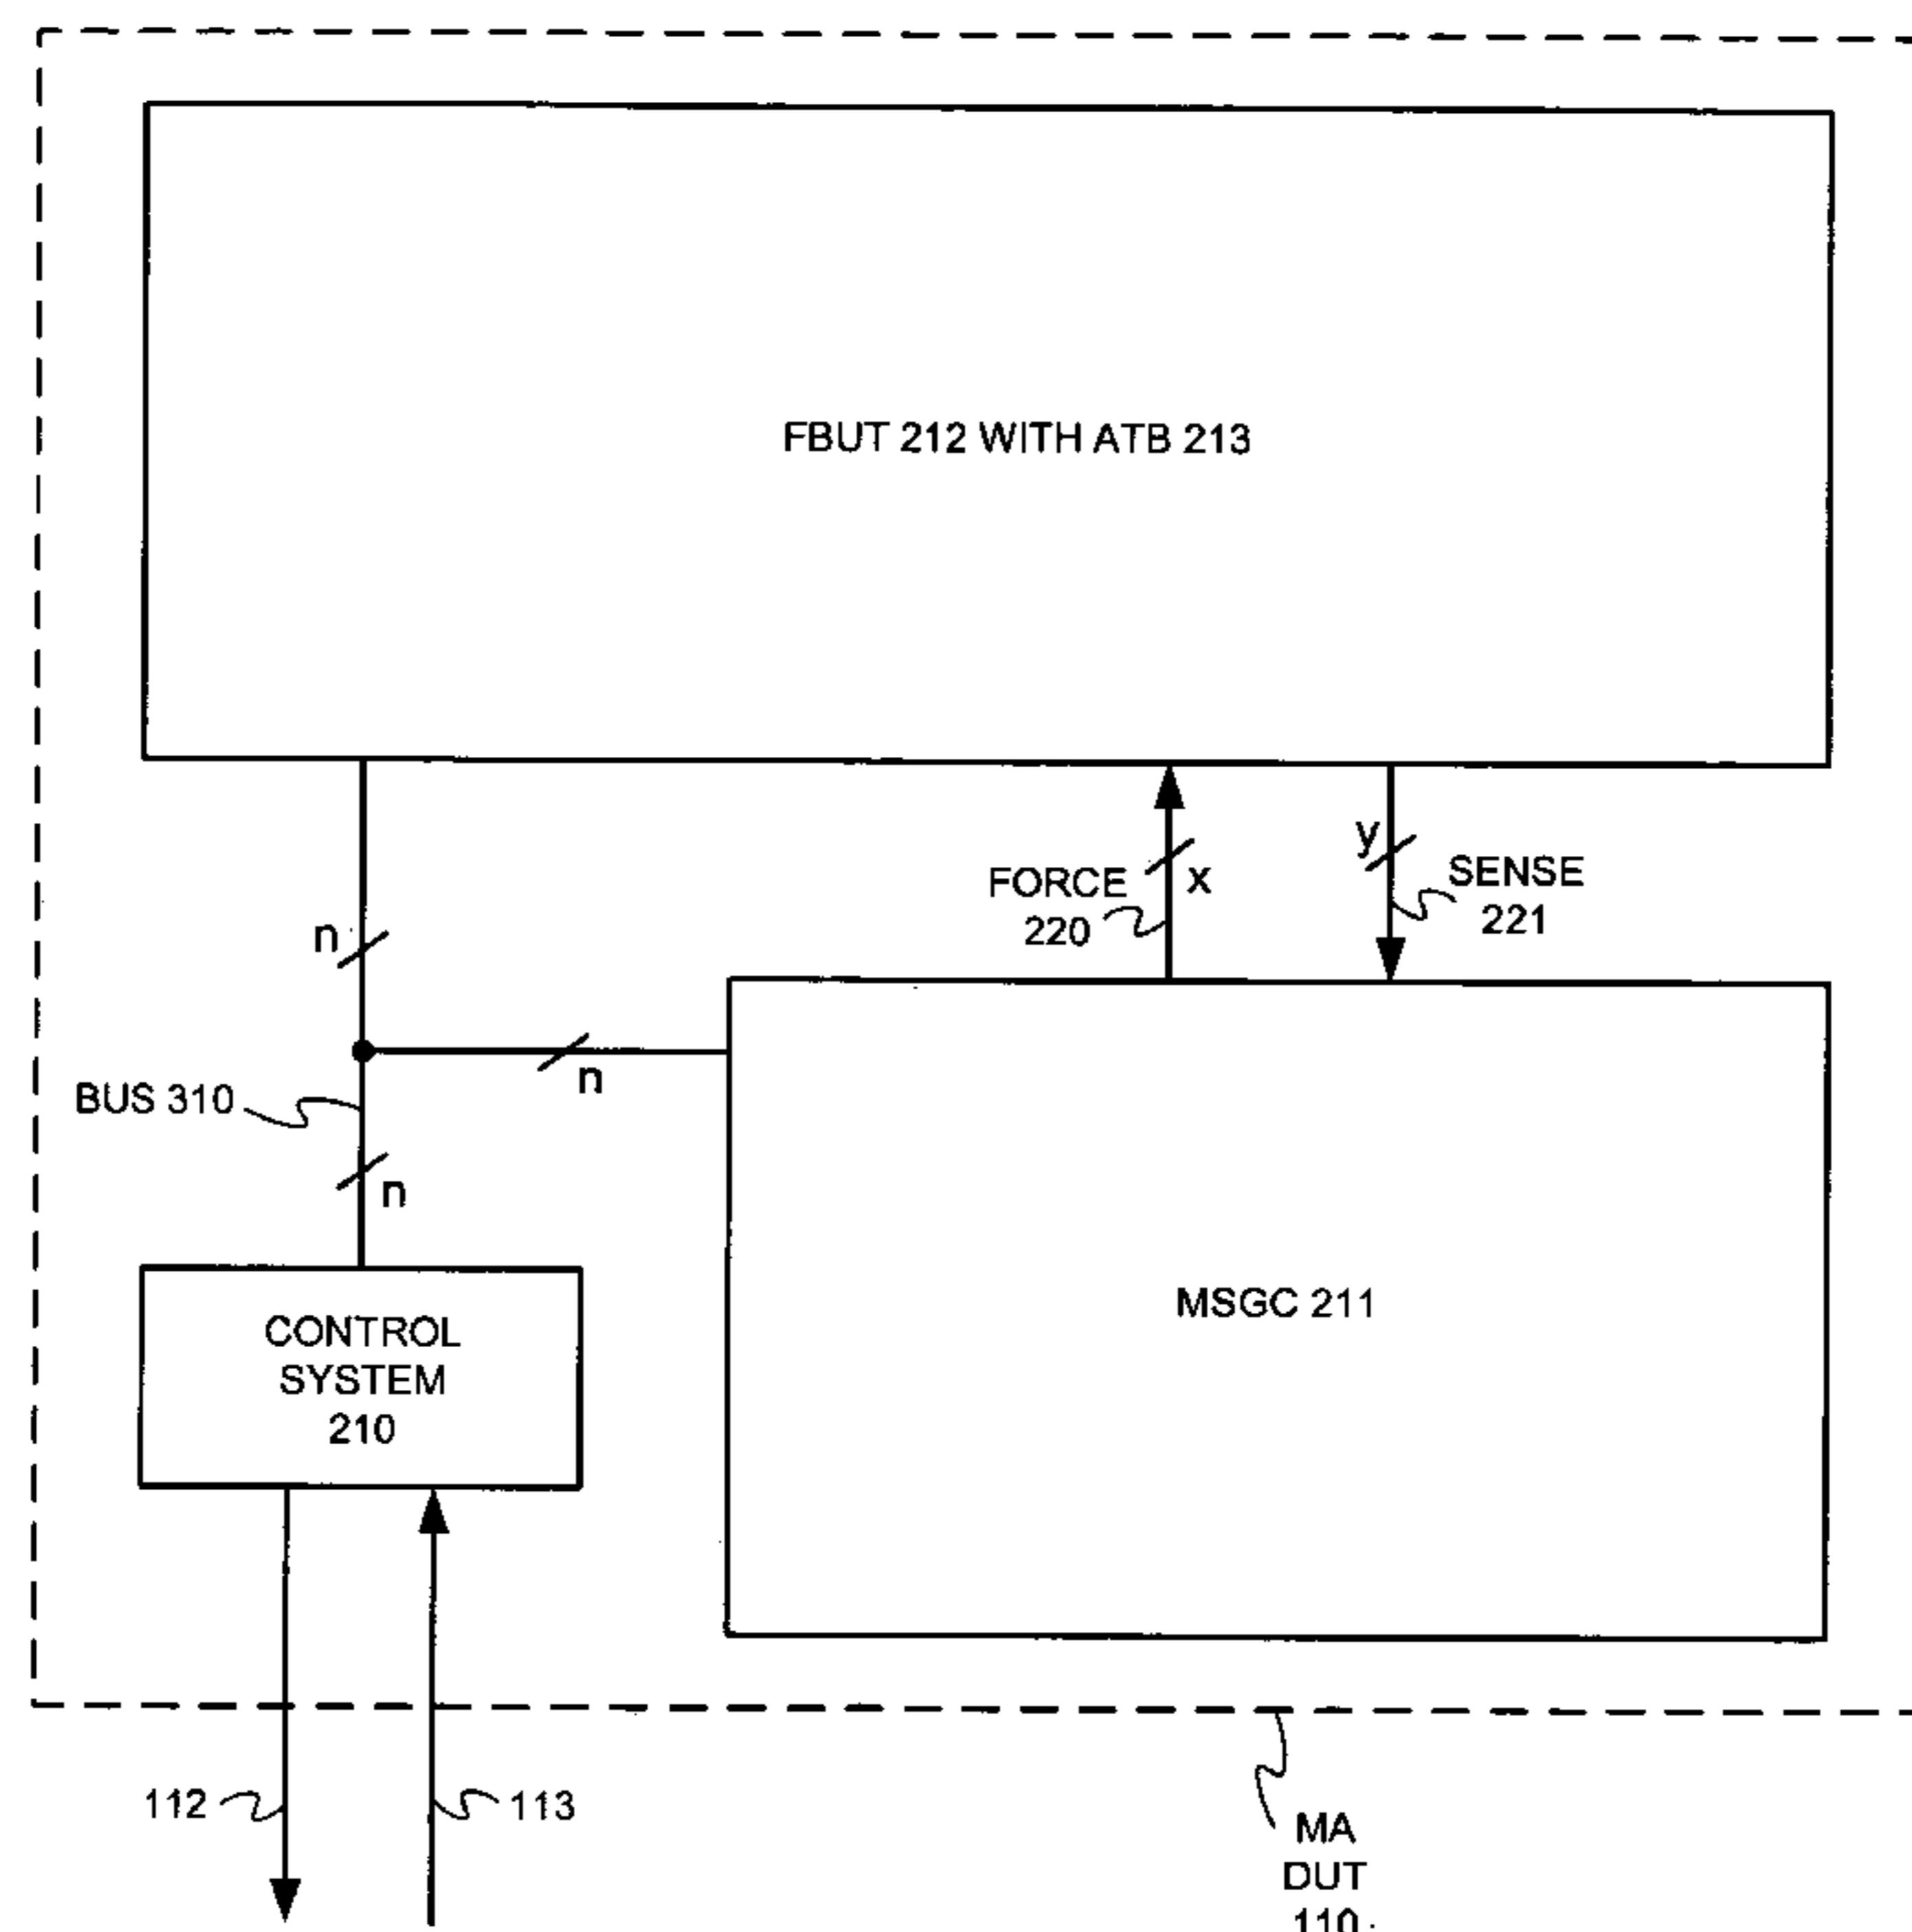 FBUT 212 WITH ATB 213
FORCE
220
x
y
SENSE
221
n
n
BUS 310
n
CONTROL
SYSTEM
210
MSGC 211
112
113
MA
DUT
110